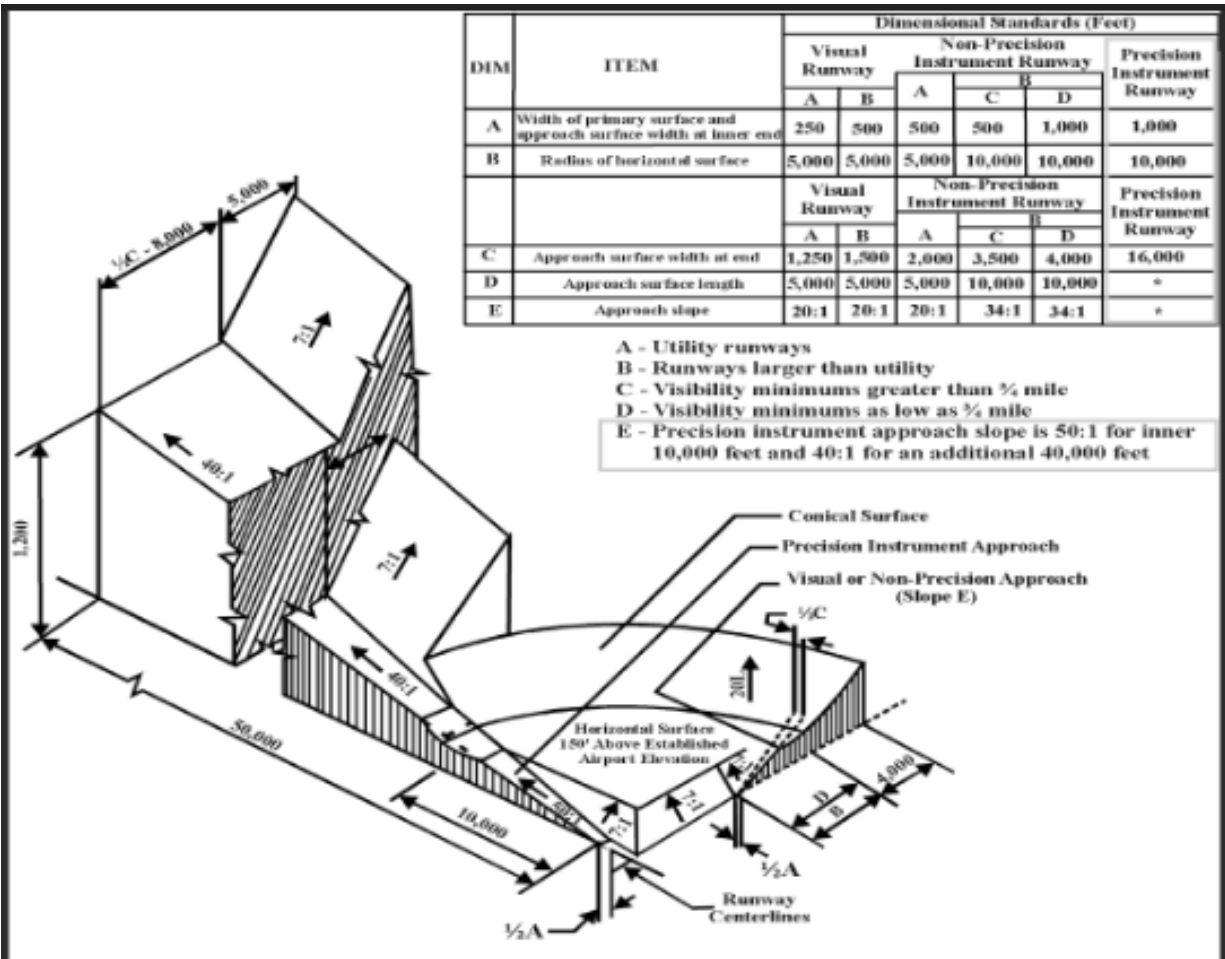 Dimensional Standards (Feet)
DIM ITEM Visual Runway Non-Precision Instrument Runway Precision Instrument Runway
B
A B A C D
A Width of primary surface and approach surface width at inner end 250 500 500 500 1,000 1,000
B Radius of horizontal surface 5,000 5,000 5,000 10,000 10,000 10,000
Visual Runway Non-Precision Instrument Runway Precision Instrument Runway
B
A B A C D
C Approach surface width at end 1,250 1,500 2,000 3,500 4,000 16,000
D Approach surface length 5,000 5,000 5,000 10,000 10,000 *
E Approach slope 20:1 20:1 20:1 34:1 34:1 *
A - Utility runways
B - Runways larger than utility
C - Visibility minimums greater than ¾ mile
D - Visibility minimums as low as ¾ mile
E - Precision instrument approach slope is 50:1 for inner
10,000 feet and 40:1 for an additional 40,000 feet
5,000
½C - 8,000
7:1
40:1
1,200
7:1
Conical Surface
Precision Instrument Approach
Visual or Non-Precision Approach
(Slope E)
½C
40:1
20:1
50,000
Horizontal Surface
150' Above Established
Airport Elevation
10,000
50:1
7:1
7:1
7:1
4,000
D
B
½A
Runway
Centerlines
½A